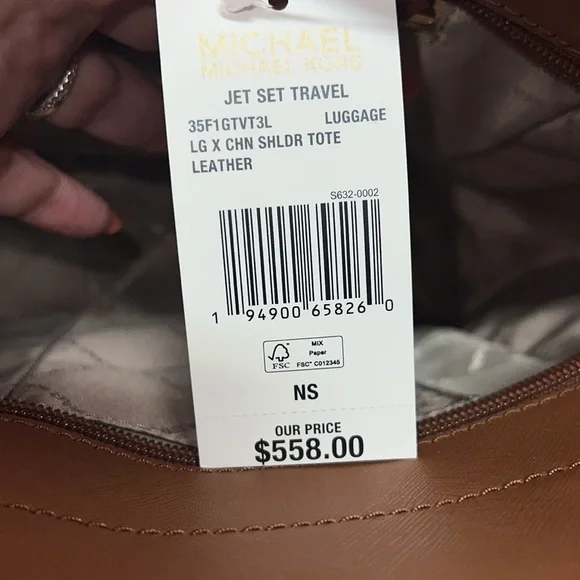 MICHAEL
MICHAEL KORS
JET SET TRAVEL
35F1GTVT3L LUGGAGE
LG X CHN SHLDR TOTE
LEATHER
S632-0002
1 94900 65826 0
FSC
MIX
Paper
FSC® C012345
NS
OUR PRICE
$558.00